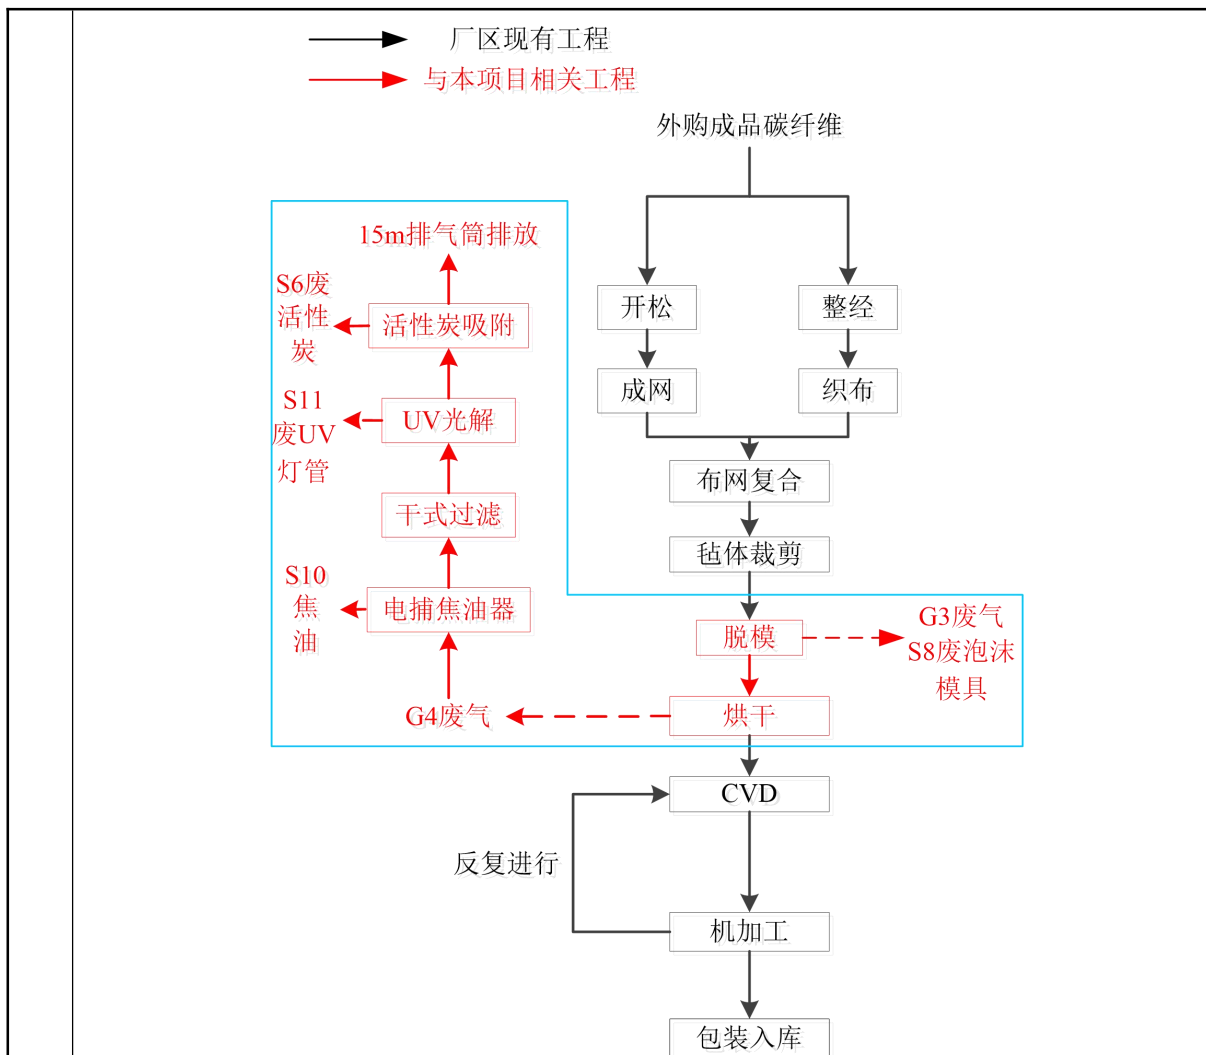 厂区现有工程
与本项目相关工程
外购成品碳纤维
15m排气筒排放
S6废
活性
炭
活性炭吸附
开松
整经
成网
织布
S11
废UV
灯管
UV光解
布网复合
干式过滤
毡体裁剪
S10
焦
油
电捕焦油器
脱模
G3废气
S8废泡沫
模具
G4废气
烘干
CVD
反复进行
机加工
包装入库